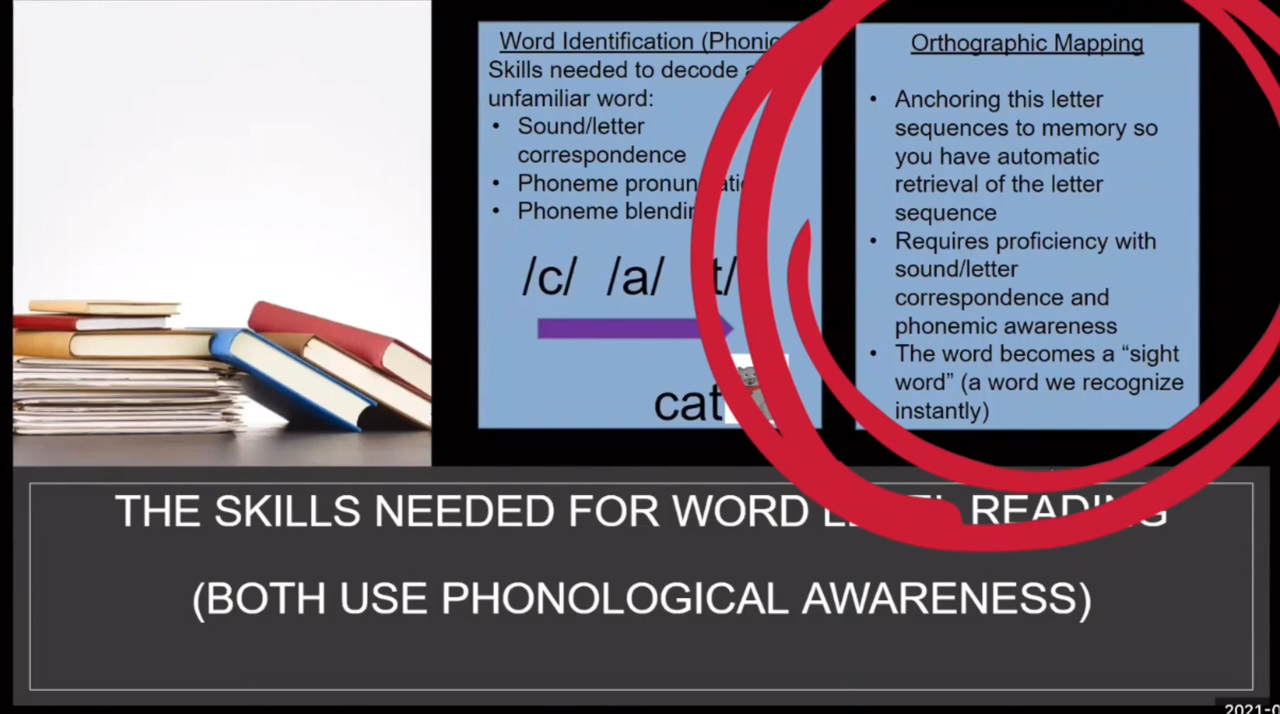 Word Identification (Phonic
Skills needed to decode a
unfamiliar word:
• Sound/letter
correspondence
• Phoneme
• Phoneme
/c/ /a/ t/
cat
Orthographic Mapping
• Anchoring this letter
sequences to memory so
you have automatic
retrieval of the letter
sequence
• Requires proficiency with
sound/letter
correspondence and
phonemic awareness
• The word becomes a “sight
word” (a word we recognize
instantly)
THE SKILLS NEEDED FOR WORD READING
(BOTH USE PHONOLOGICAL AWARENESS)
2021-0